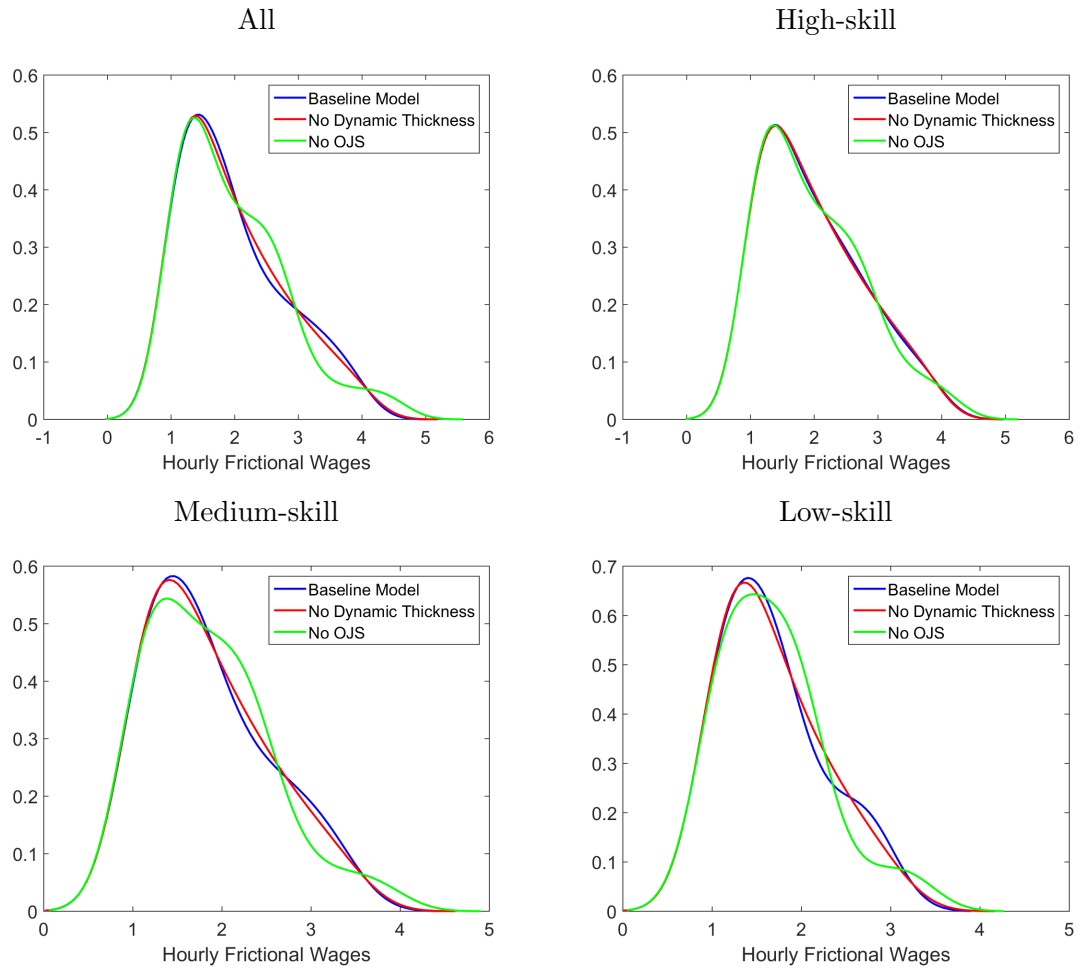 All
0.6
0.5
0.4
0.3
0.2
0.1
0
-1 0 1 2 3 4 5 6
Hourly Frictional Wages
Baseline Model
No Dynamic Thickness
No OJS
High-skill
0.6
0.5
0.4
0.3
0.2
0.1
0
-1 0 1 2 3 4 5 6
Hourly Frictional Wages
Baseline Model
No Dynamic Thickness
No OJS
Medium-skill
0.6
0.5
0.4
0.3
0.2
0.1
0
0 1 2 3 4 5
Hourly Frictional Wages
Baseline Model
No Dynamic Thickness
No OJS
Low-skill
0.7
0.6
0.5
0.4
0.3
0.2
0.1
0
0 1 2 3 4 5
Hourly Frictional Wages
Baseline Model
No Dynamic Thickness
No OJS